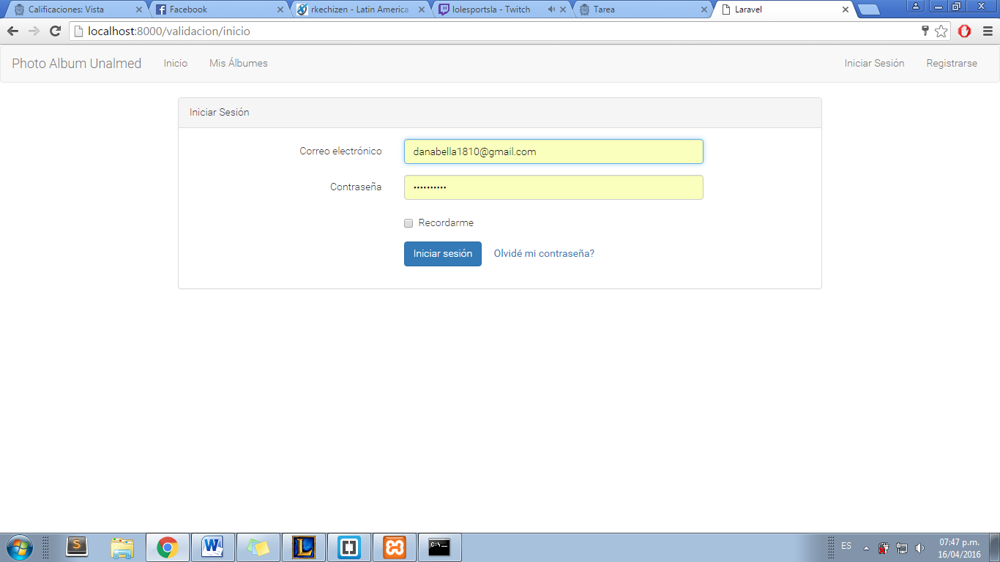 Calificaciones: Vista
Facebook
rkechizen - Latin America
lolesportsla - Twitch
Tarea
Laravel
localhost:8000/validacion/inicio
Photo Album Unalmed
Inicio
Mis Álbumes
Iniciar Sesión
Registrarse
Iniciar Sesión
Correo electrónico
danabella1810@gmail.com
Contraseña
••••••••••
Recordarme
Iniciar sesión
Olvidé mi contraseña?
ES
07:47 p.m.
16/04/2016